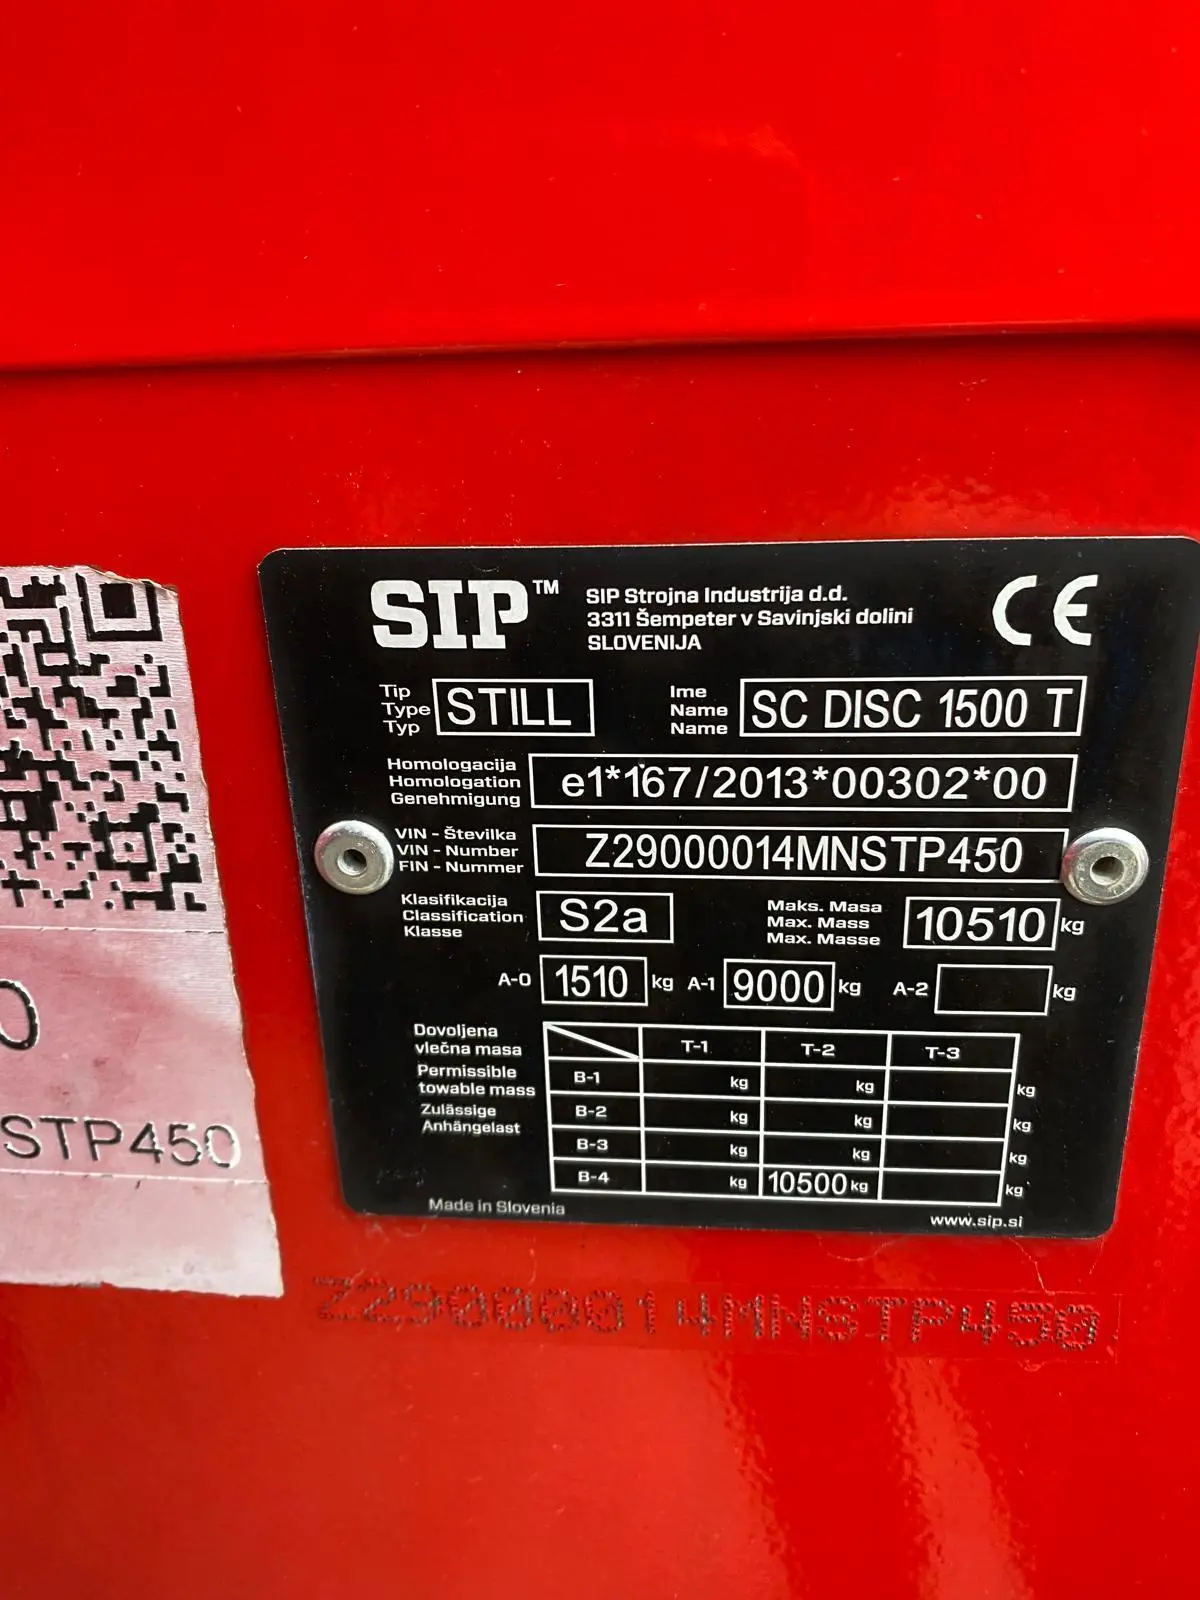 SIP™
SIP Strojna Industrija d.d.
3311 Šempeter v Savinjski dolini
SLOVENIJA
CE
Tip
Type
Typ
STILL
Ime
Name
Name
SC DISC 1500 T
Homologacija
Homologation
Genehmigung
e1*167/2013*00302*00
VIN - Številka
VIN - Number
FIN - Nummer
Z29000014MNSTP450
Klasifikacija
Classification
Klasse
S2a
Maks. Masa
Max. Mass
Max. Masse
10510 kg
A-0 1510 kg A-1 9000 kg A-2 kg
Dovoljena
vlečna masa
Permissible
towable mass
Zulässige
Anhängelast
T-1 T-2 T-3
B-1 kg kg kg
B-2 kg kg kg
B-3 kg kg kg
B-4 kg 10500 kg kg
Made in Slovenia
www.sip.si
0
STP450
Z29000014MNSTP450